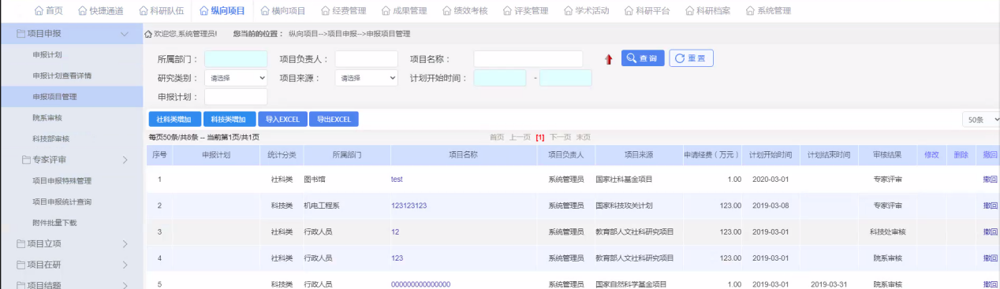 首页 快捷通道 科研队伍 纵向项目 横向项目 经费管理 成果管理 绩效考核 评奖管理 学术活动 科研平台 科研档案 系统管理
项目申报
申报计划
申报计划查看详情
申报项目管理
院系审核
科技部审核
专家评审
项目申报特殊管理
项目申报统计查询
附件批量下载
项目立项
项目在研
项目结题
欢迎您,系统管理员! 您当前的位置： 纵向项目-->项目申报-->申报项目管理
所属部门： 项目负责人： 项目名称： 查询 重置
研究类别： 请选择 项目来源： 请选择 计划开始时间： -
申报计划：
社科类增加 科技类增加 导入EXCEL 导出EXCEL 50条
每页50条/共8条 -- 当前第1页/共1页 首页 上一页 [1] 下一页 末页
序号 申报计划 统计分类 所属部门 项目名称 项目负责人 项目来源 申请经费（万元） 计划开始时间 计划结束时间 审核结果 修改 删除 撤回
1 社科类 图书馆 test 系统管理员 国家社科基金项目 1.00 2020-03-01 专家评审 撤回
2 科技类 机电工程系 123123123 系统管理员 国家科技攻关计划 123.00 2019-03-08 专家评审 撤回
3 社科类 行政人员 12 系统管理员 教育部人文社科研究项目 123.00 2019-03-01 科技处审核 撤回
4 社科类 行政人员 123 系统管理员 教育部人文社科研究项目 123.00 2019-03-01 院系审核 撤回
5 科技类 行政人员 000000000000000 系统管理员 国家自然科学基金项目 1.00 2019-03-01 2019-03-31 院系审核 撤回